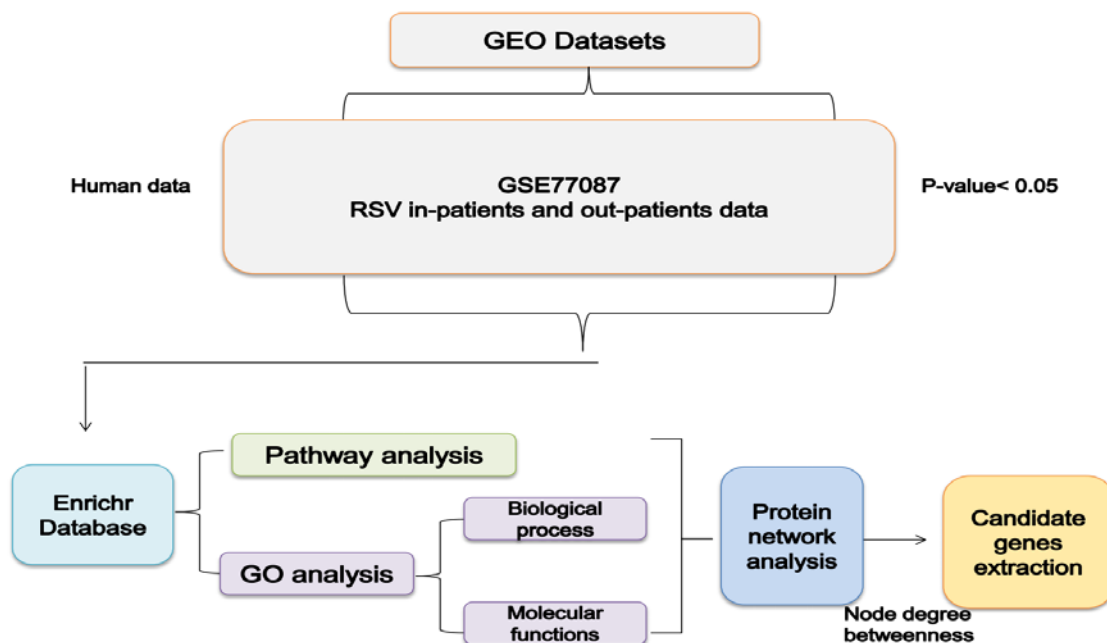 GEO Datasets
Human data
GSE77087
RSV in-patients and out-patients data
P-value< 0.05
Enrichr
Database
Pathway analysis
GO analysis
Biological
process
Molecular
functions
Protein
network
analysis
Node degree
betweenness
Candidate
genes
extraction